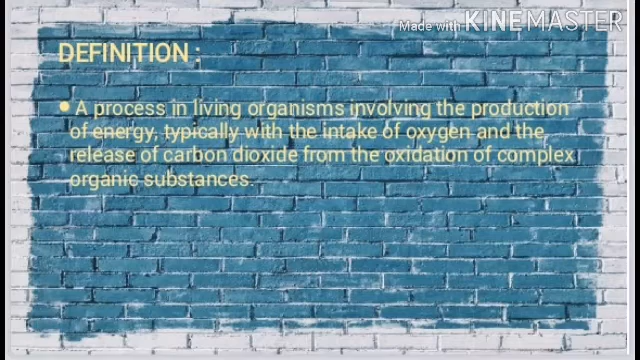 Made with KINEMASTER
DEFINITION :
• A process in living organisms involving the production
of energy, typically with the intake of oxygen and the
release of carbon dioxide from the oxidation of complex
organic substances.